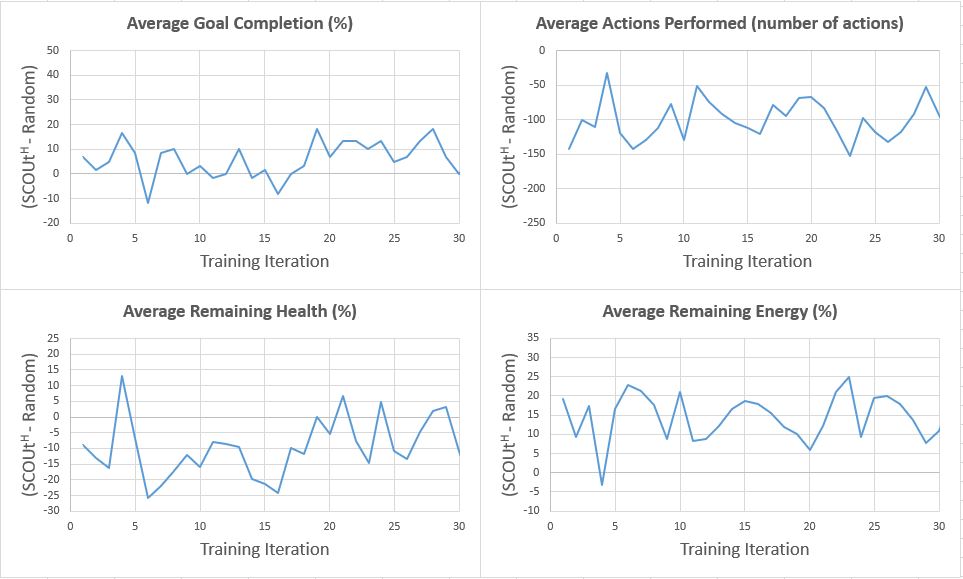 Average Goal Completion (%)
(SCOUtᴴ - Random)
50
40
30
20
10
0
-10
-20
0 5 10 15 20 25 30
Training Iteration
Average Actions Performed (number of actions)
(SCOUtᴴ - Random)
0
-50
-100
-150
-200
-250
0 5 10 15 20 25 30
Training Iteration
Average Remaining Health (%)
(SCOUtᴴ - Random)
25
20
15
10
5
0
-5
-10
-15
-20
-25
-30
0 5 10 15 20 25 30
Training Iteration
Average Remaining Energy (%)
(SCOUtᴴ - Random)
35
30
25
20
15
10
5
0
-5
-10
0 5 10 15 20 25 30
Training Iteration